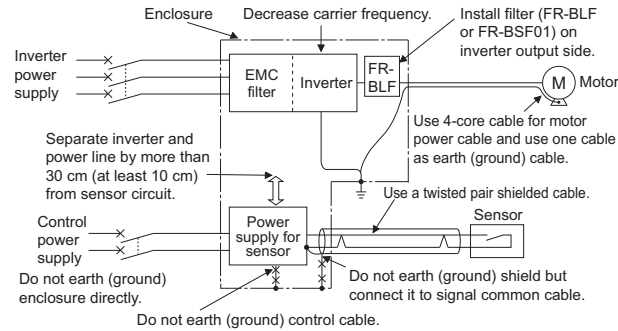 Enclosure
Decrease carrier frequency.
Install filter (FR-BLF
or FR-BSF01) on
inverter output side.
Inverter
power
supply
EMC
filter
Inverter
FR-
BLF
M
Motor
Use 4-core cable for motor
power cable and use one cable
as earth (ground) cable.
Separate inverter and
power line by more than
30 cm (at least 10 cm)
from sensor circuit.
Use a twisted pair shielded cable.
Control
power
supply
Power
supply for
sensor
Sensor
Do not earth (ground)
enclosure directly.
Do not earth (ground) shield but
connect it to signal common cable.
Do not earth (ground) control cable.